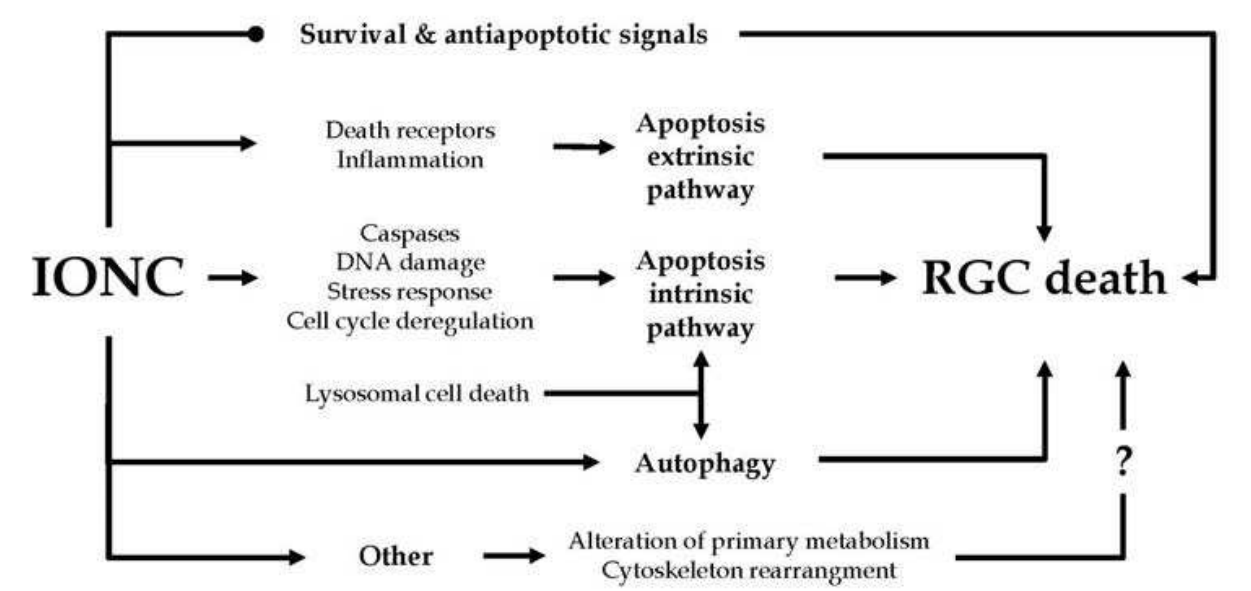 Survival & antiapoptotic signals
Death receptors
Inflammation
Apoptosis
extrinsic
pathway
IONC
Caspases
DNA damage
Stress response
Cell cycle deregulation
Apoptosis
intrinsic
pathway
RGC death
Lysosomal cell death
Autophagy
?
Other
Alteration of primary metabolism
Cytoskeleton rearrangment